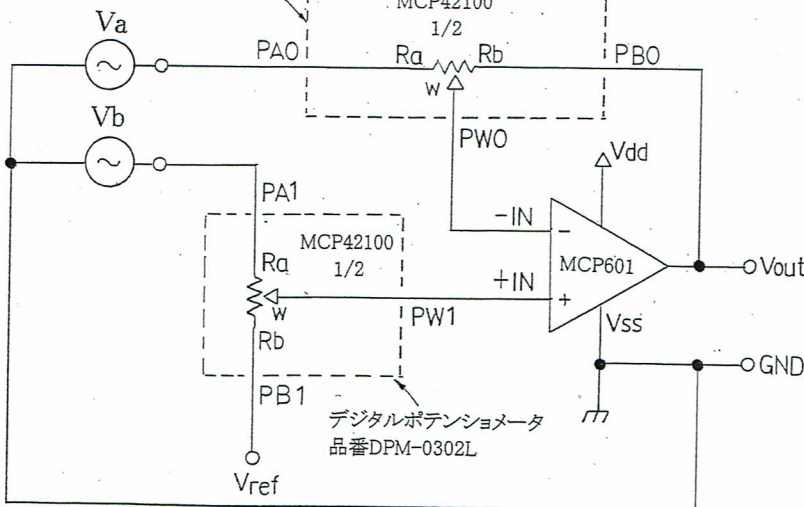 MCP42100
1/2
Va
PA0
Ra
Rb
PB0
W
PW0
Vb
Vdd
PA1
MCP42100
1/2
-IN
-
MCP601
Vout
Ra
+IN
+
W
PW1
Vss
Rb
GND
PB1
デジタルポテンショメータ
品番DPM-0302L
Vref